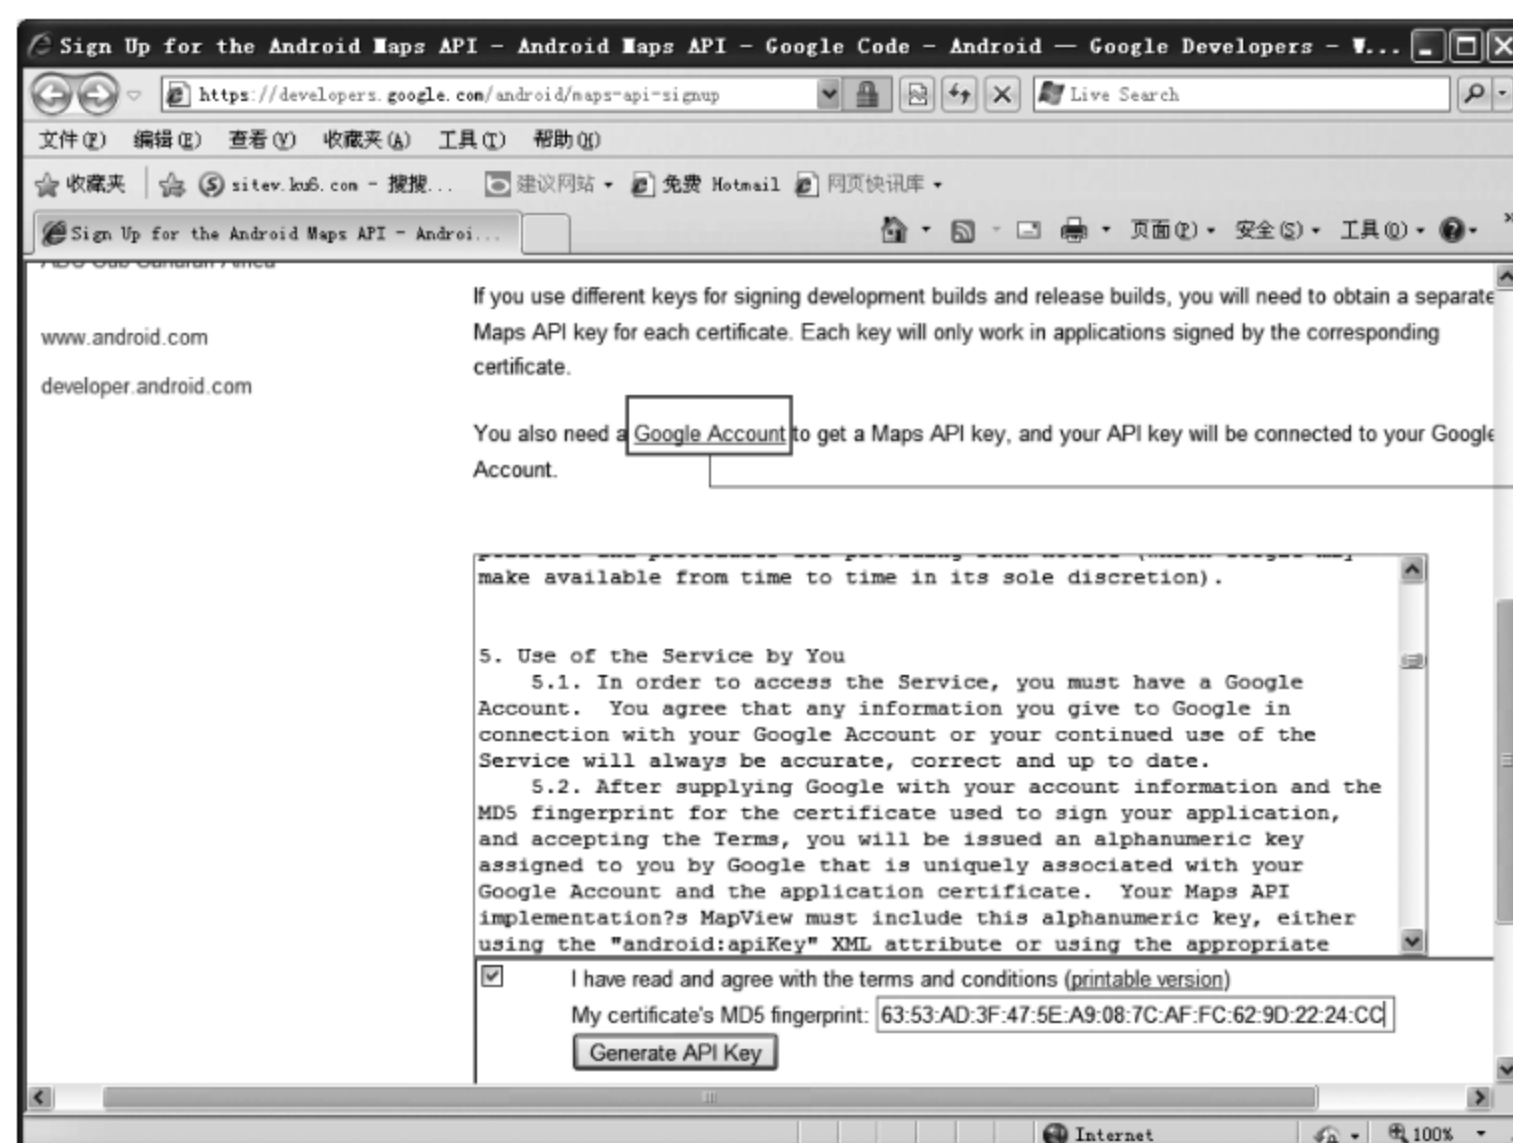 Sign Up for the Android Maps API - Android Maps API - Google Code - Android — Google Developers - W...
https://developers.google.com/android/maps-api-signup
Live Search
文件(F) 编辑(E) 查看(V) 收藏夹(A) 工具(T) 帮助(H)
收藏夹 sitev.ku6.com - 搜搜... 建议网站 免费 Hotmail 网页快讯库
Sign Up for the Android Maps API - Androi... 页面(P) 安全(S) 工具(O)
www.android.com
developer.android.com
If you use different keys for signing development builds and release builds, you will need to obtain a separate
Maps API key for each certificate. Each key will only work in applications signed by the corresponding
certificate.
You also need a Google Account to get a Maps API key, and your API key will be connected to your Google
Account.
make available from time to time in its sole discretion).
5. Use of the Service by You
5.1. In order to access the Service, you must have a Google
Account. You agree that any information you give to Google in
connection with your Google Account or your continued use of the
Service will always be accurate, correct and up to date.
5.2. After supplying Google with your account information and the
MD5 fingerprint for the certificate used to sign your application,
and accepting the Terms, you will be issued an alphanumeric key
assigned to you by Google that is uniquely associated with your
Google Account and the application certificate. Your Maps API
implementation?s MapView must include this alphanumeric key, either
using the "android:apiKey" XML attribute or using the appropriate
I have read and agree with the terms and conditions (printable version)
My certificate's MD5 fingerprint: 63:53:AD:3F:47:5E:A9:08:7C:AF:FC:62:9D:22:24:CC
Generate API Key
Internet 100%